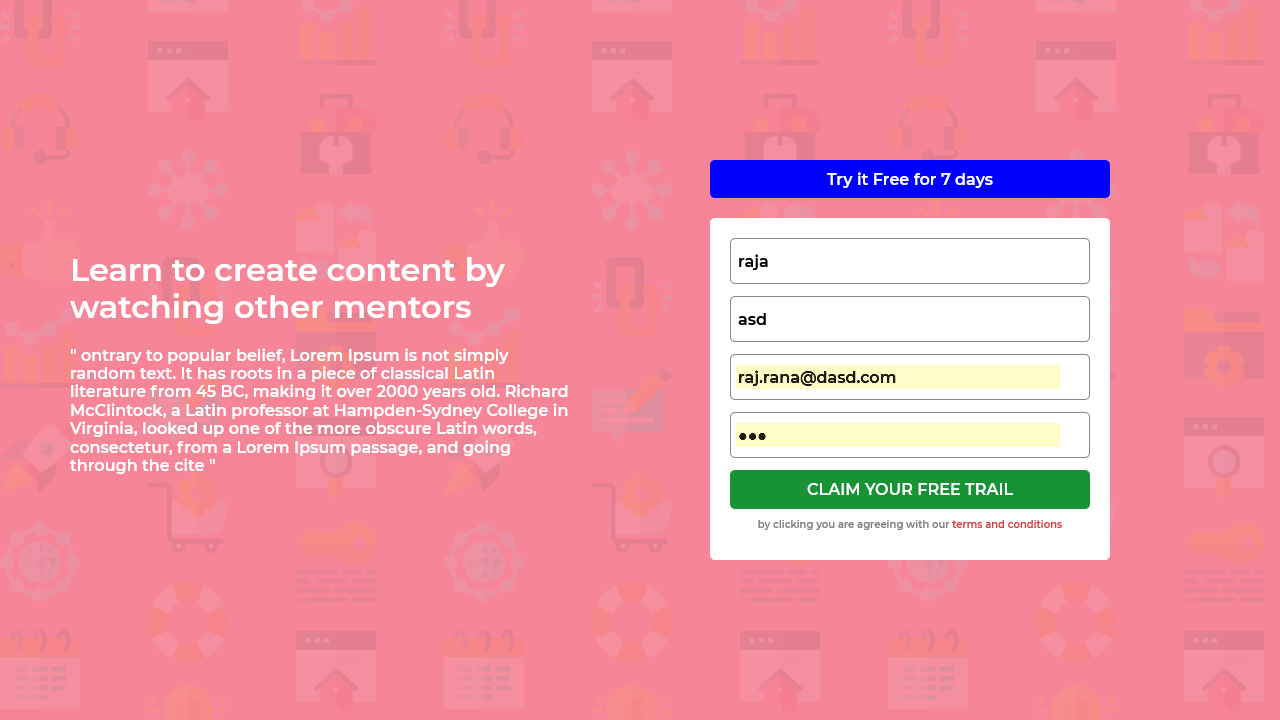 Learn to create content by
watching other mentors
" ontrary to popular belief, Lorem Ipsum is not simply
random text. It has roots in a piece of classical Latin
literature from 45 BC, making it over 2000 years old. Richard
McClintock, a Latin professor at Hampden-Sydney College in
Virginia, looked up one of the more obscure Latin words,
consectetur, from a Lorem Ipsum passage, and going
through the cite "
Try it Free for 7 days
raja
asd
raj.rana@dasd.com
●●●
CLAIM YOUR FREE TRAIL
by clicking you are agreeing with our terms and conditions